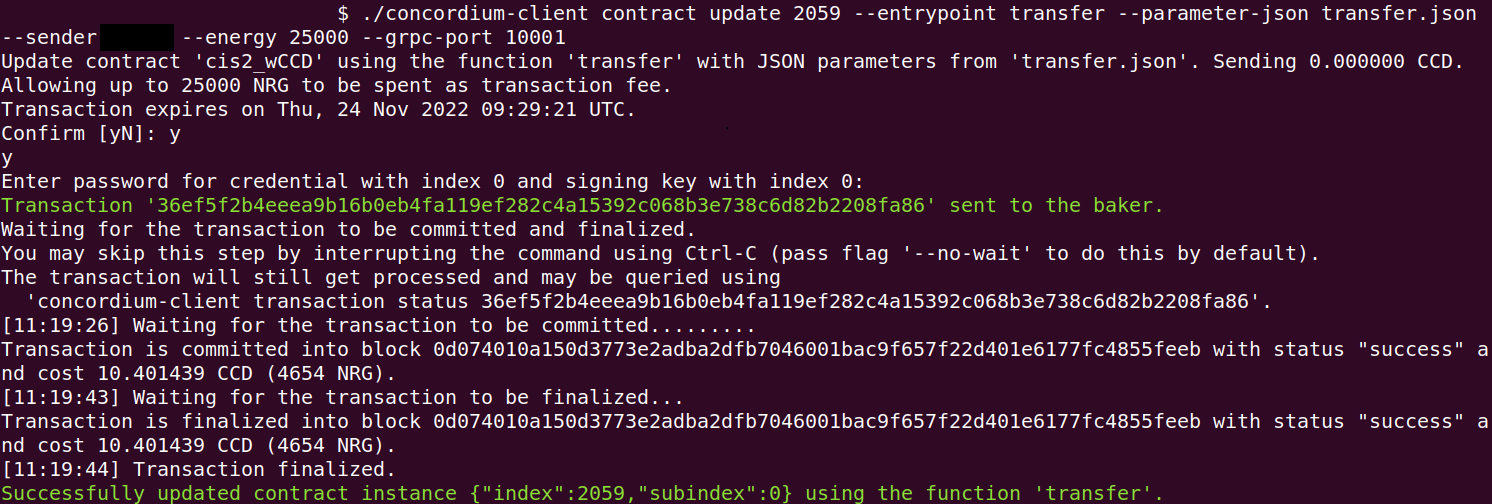 $ ./concordium-client contract update 2059 --entrypoint transfer --parameter-json transfer.json
--sender --energy 25000 --grpc-port 10001
Update contract 'cis2_wCCD' using the function 'transfer' with JSON parameters from 'transfer.json'. Sending 0.000000 CCD.
Allowing up to 25000 NRG to be spent as transaction fee.
Transaction expires on Thu, 24 Nov 2022 09:29:21 UTC.
Confirm [yN]: y
y
Enter password for credential with index 0 and signing key with index 0:
Transaction '36ef5f2b4eeea9b16b0eb4fa119ef282c4a15392c068b3e738c6d82b2208fa86' sent to the baker.
Waiting for the transaction to be committed and finalized.
You may skip this step by interrupting the command using Ctrl-C (pass flag '--no-wait' to do this by default).
The transaction will still get processed and may be queried using
  'concordium-client transaction status 36ef5f2b4eeea9b16b0eb4fa119ef282c4a15392c068b3e738c6d82b2208fa86'.
[11:19:26] Waiting for the transaction to be committed.........
Transaction is committed into block 0d074010a150d3773e2adba2dfb7046001bac9f657f22d401e6177fc4855feeb with status "success" a
nd cost 10.401439 CCD (4654 NRG).
[11:19:43] Waiting for the transaction to be finalized...
Transaction is finalized into block 0d074010a150d3773e2adba2dfb7046001bac9f657f22d401e6177fc4855feeb with status "success" a
nd cost 10.401439 CCD (4654 NRG).
[11:19:44] Transaction finalized.
Successfully updated contract instance {"index":2059,"subindex":0} using the function 'transfer'.